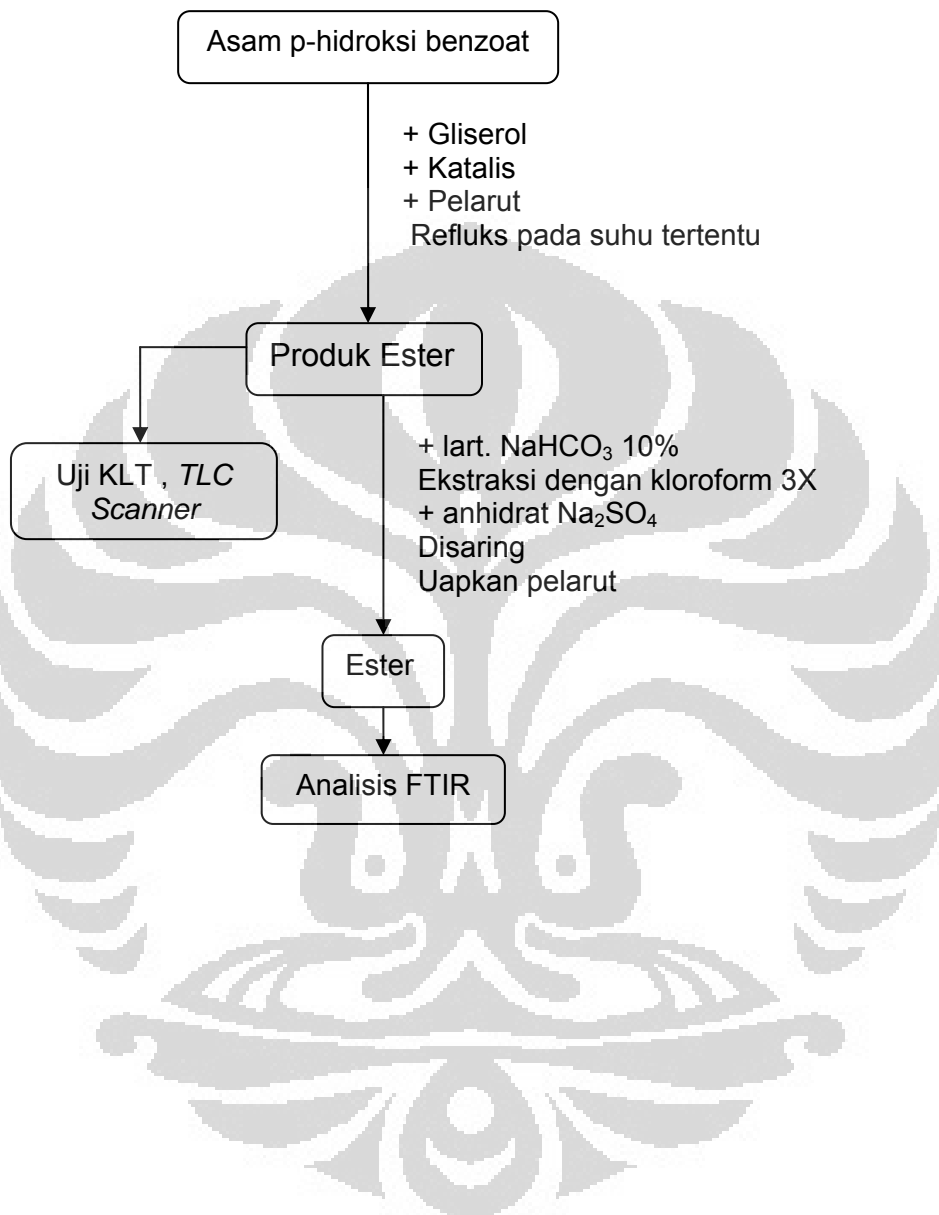 Asam p-hidroksi benzoat
+ Gliserol
+ Katalis
+ Pelarut
Refluks pada suhu tertentu
Produk Ester
Uji KLT , TLC
Scanner
+ lart. NaHCO₃ 10%
Ekstraksi dengan kloroform 3X
+ anhidrat Na₂SO₄
Disaring
Uapkan pelarut
Ester
Analisis FTIR